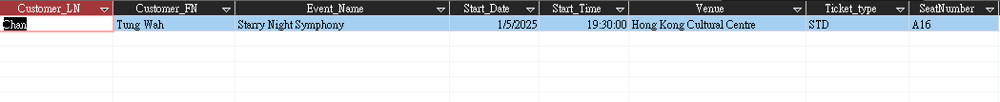 Customer_LN Customer_FN Event_Name Start_Date Start_Time Venue Ticket_type SeatNumber
Chan Tung Wah Starry Night Symphony 1/5/2025 19:30:00 Hong Kong Cultural Centre STD A16